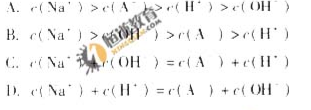 A. c(Na⁺)>c(A⁻)>c(H⁺)>c(OH⁻)
B. c(Na⁺)>c(OH⁻)>c(A⁻)>c(H⁺)
C. c(Na⁺)+c(OH⁻)=c(A⁻)+c(H⁺)
D. c(Na⁺)+c(H⁺)=c(A⁻)+c(OH⁻)